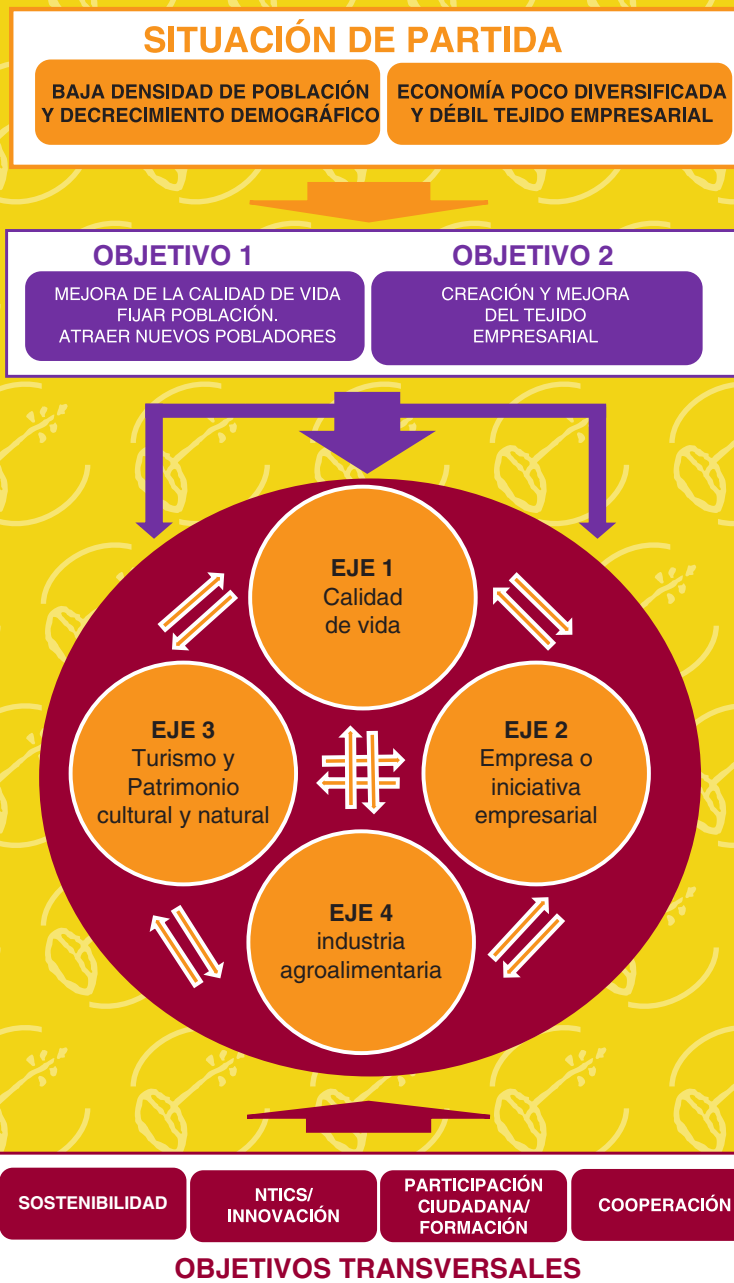 SITUACIÓN DE PARTIDA
BAJA DENSIDAD DE POBLACIÓN
Y DECRECIMIENTO DEMOGRÁFICO
ECONOMÍA POCO DIVERSIFICADA
Y DÉBIL TEJIDO EMPRESARIAL
OBJETIVO 1
MEJORA DE LA CALIDAD DE VIDA
FIJAR POBLACIÓN.
ATRAER NUEVOS POBLADORES
OBJETIVO 2
CREACIÓN Y MEJORA
DEL TEJIDO
EMPRESARIAL
EJE 1
Calidad
de vida
EJE 3
Turismo y
Patrimonio
cultural y natural
EJE 2
Empresa o
iniciativa
empresarial
EJE 4
industria
agroalimentaria
SOSTENIBILIDAD
NTICS/
INNOVACIÓN
PARTICIPACIÓN
CIUDADANA/
FORMACIÓN
COOPERACIÓN
OBJETIVOS TRANSVERSALES